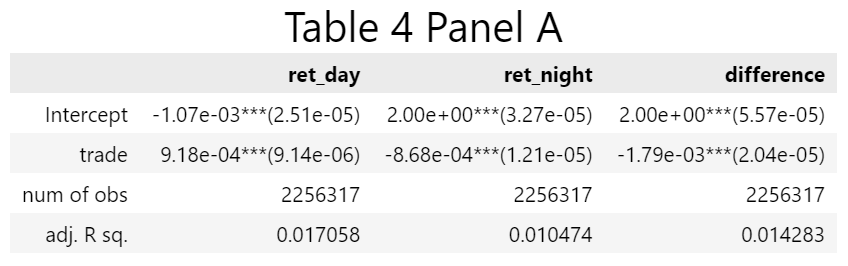 Table 4 Panel A
ret_day ret_night difference
Intercept -1.07e-03***(2.51e-05) 2.00e+00***(3.27e-05) 2.00e+00***(5.57e-05)
trade 9.18e-04***(9.14e-06) -8.68e-04***(1.21e-05) -1.79e-03***(2.04e-05)
num of obs 2256317 2256317 2256317
adj. R sq. 0.017058 0.010474 0.014283